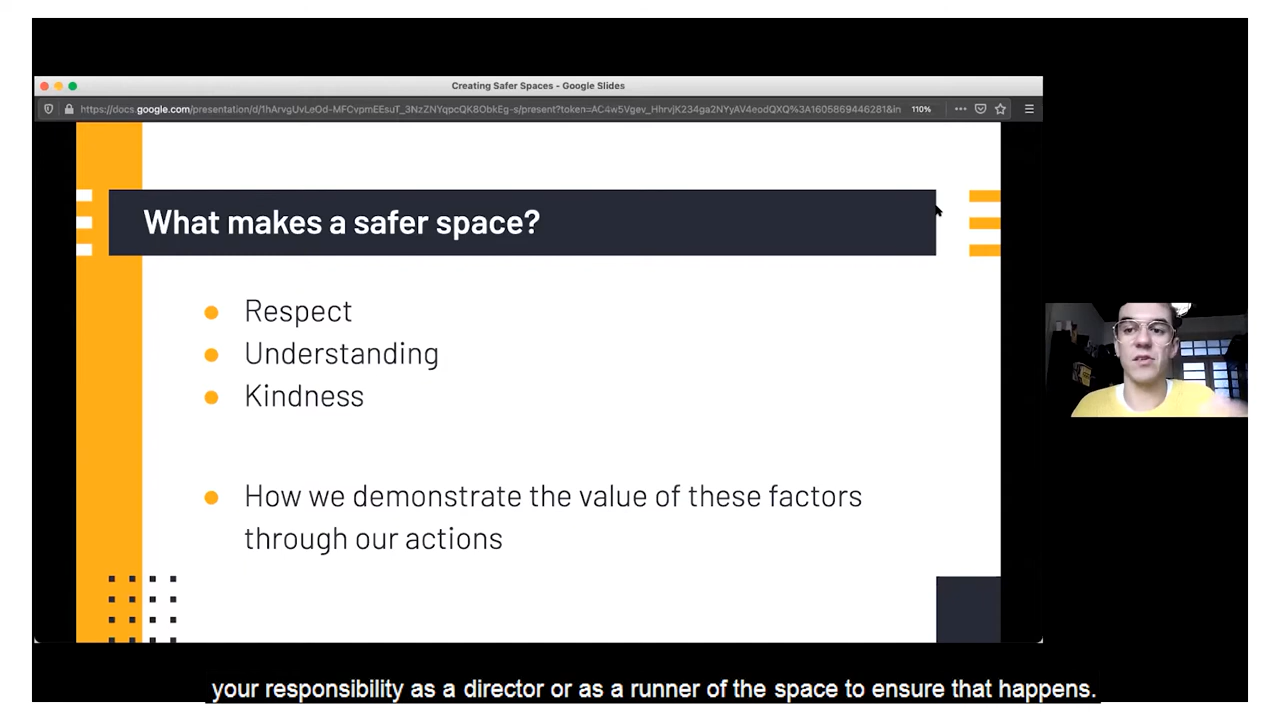 Creating Safer Spaces - Google Slides
https://docs.google.com/presentation/d/1hArvgUvLeOd-MFCvpmEEsuT_3NzZNYqpcQK8ObkEg-s/present?token=AC4w5Vgev_HhrvjK234ga2NYyAV4eodQXQ%3A1605869446281&in 110%
What makes a safer space?
Respect
Understanding
Kindness
How we demonstrate the value of these factors
through our actions
your responsibility as a director or as a runner of the space to ensure that happens.